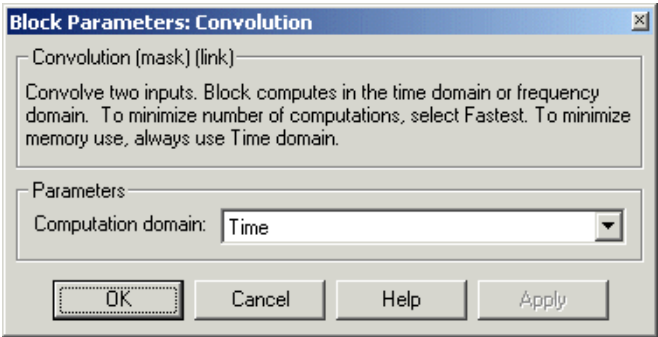 Block Parameters: Convolution
Convolution (mask) (link)
Convolve two inputs. Block computes in the time domain or frequency
domain.  To minimize number of computations, select Fastest. To minimize
memory use, always use Time domain.
Parameters
Computation domain: Time
OK Cancel Help Apply